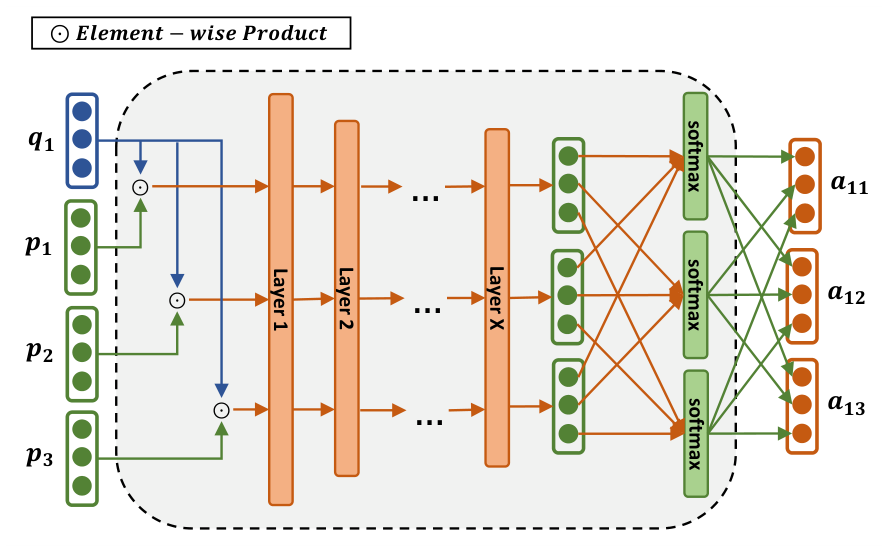 ⊙ Element − wise Product
q₁
p₁
p₂
p₃
⊙
⊙
⊙
Layer 1
Layer 2
...
...
...
Layer X
softmax
softmax
softmax
a₁₁
a₁₂
a₁₃